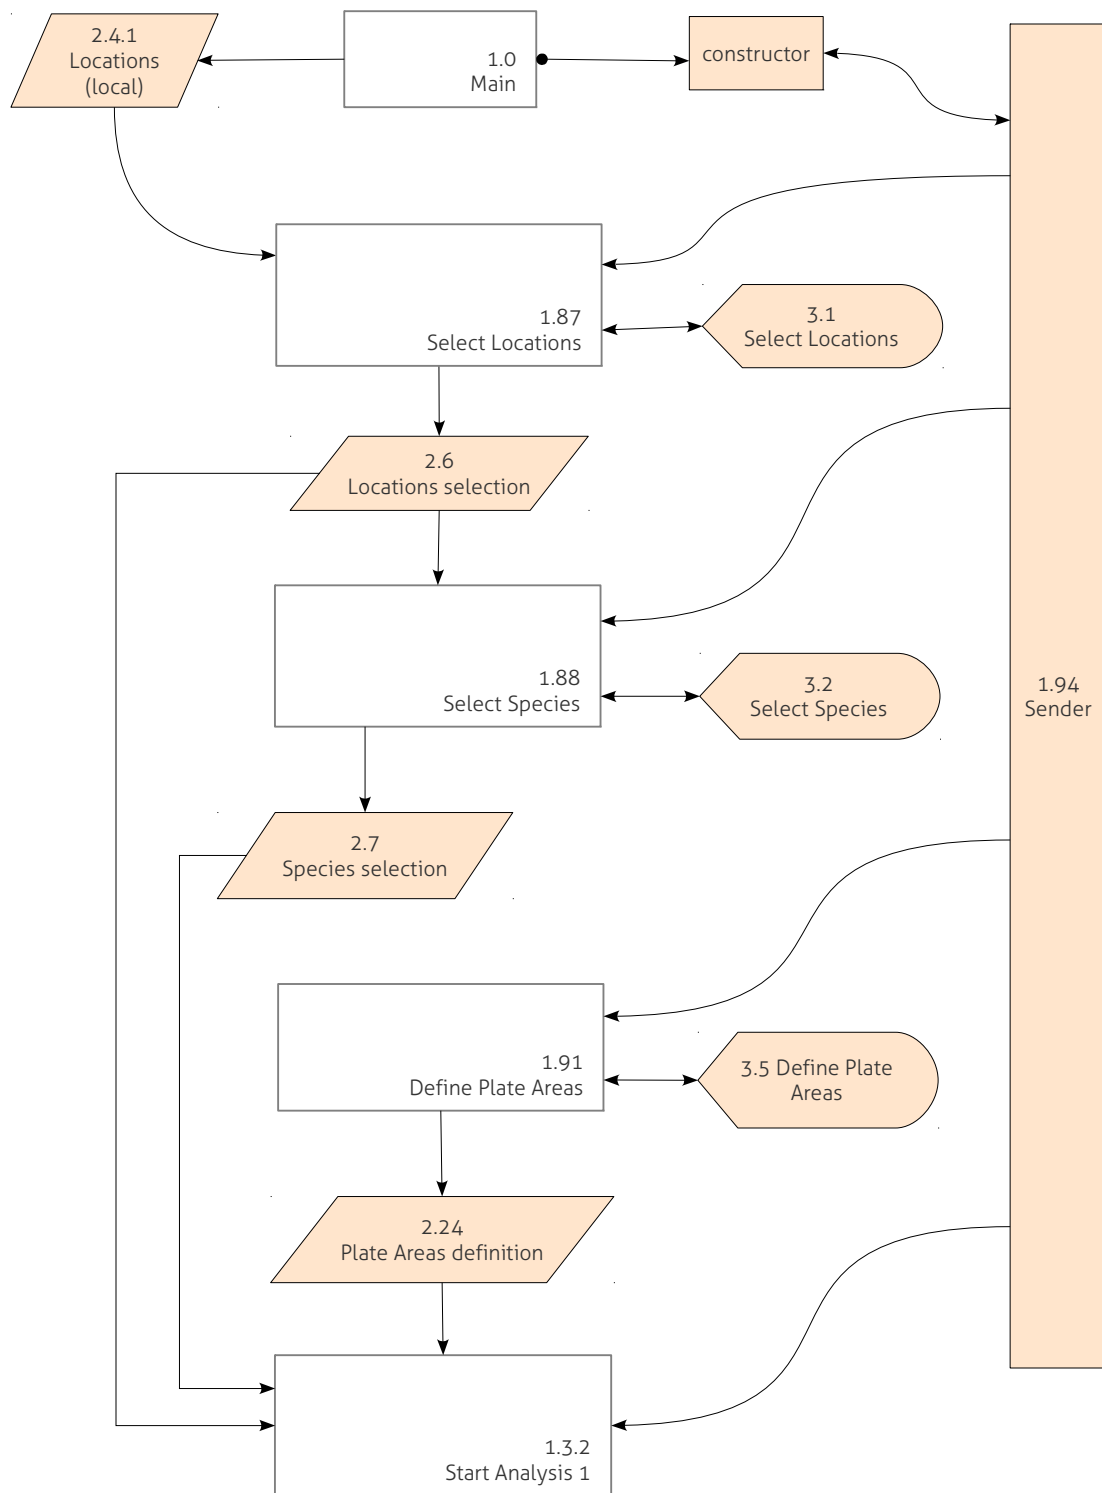 2.4.1
Locations
(local)
1.0
Main
constructor
1.87
Select Locations
3.1
Select Locations
2.6
Locations selection
1.88
Select Species
3.2
Select Species
1.94
Sender
2.7
Species selection
1.91
Define Plate Areas
3.5 Define Plate
Areas
2.24
Plate Areas definition
1.3.2
Start Analysis 1